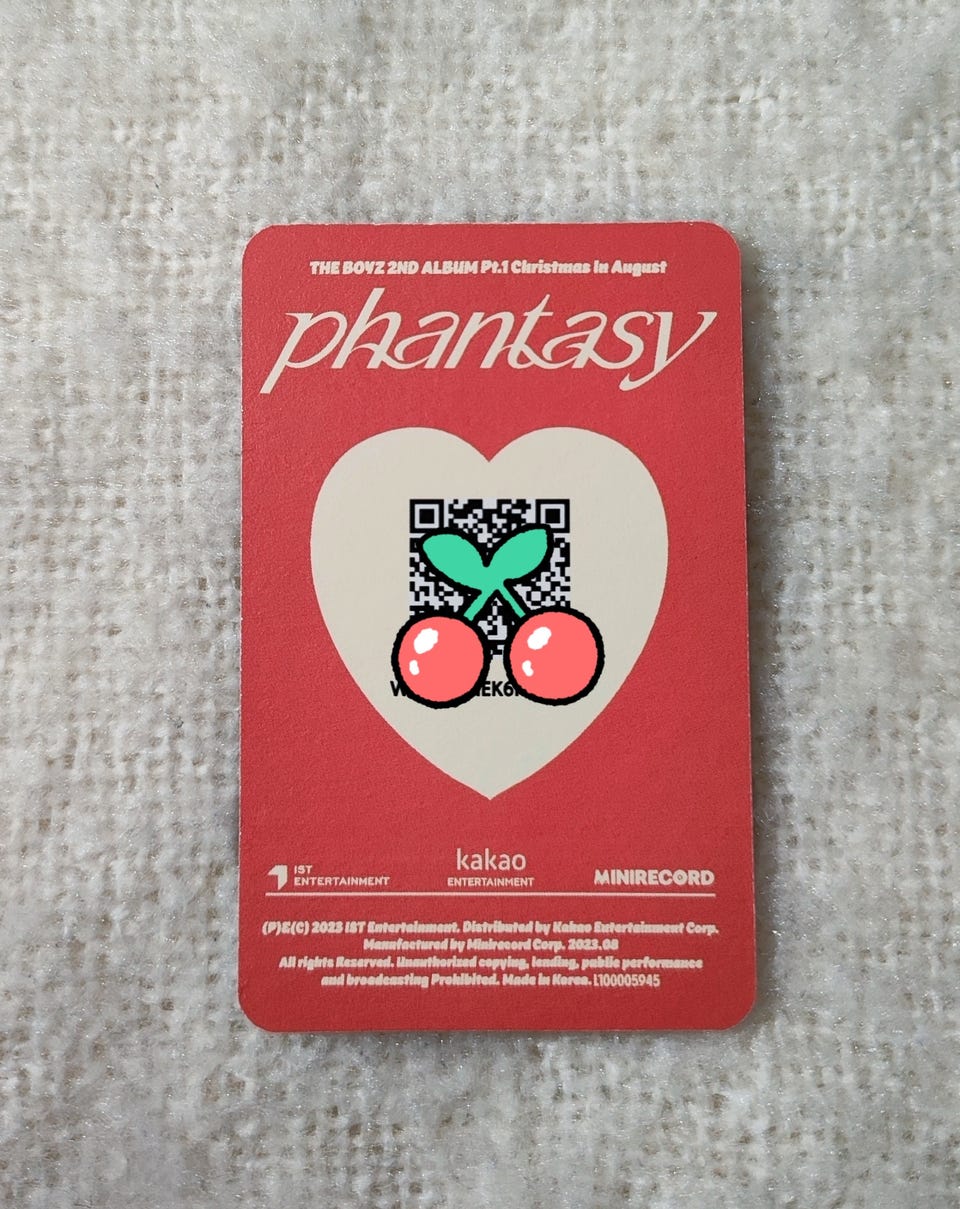 THE BOYZ 2ND ALBUM Pt.1 Christmas In August
phantasy
IST
ENTERTAINMENT
kakao
ENTERTAINMENT
MINIRECORD
(P)&(C) 2023 IST Entertainment. Distributed by Kakao Entertainment Corp.
Manufactured by Minirecord Corp. 2023.08
All rights Reserved. Unauthorized copying, landing, public performance
and broadcasting Prohibited. Made in Korea. L100005945